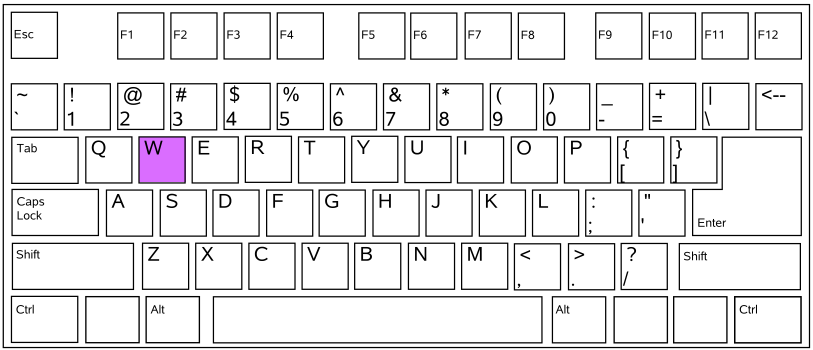 Esc F1 F2 F3 F4 F5 F6 F7 F8 F9 F10 F11 F12
~ ! @ # $ % ^ & * ( ) _ + | <--
` 1 2 3 4 5 6 7 8 9 0 - = \
Tab Q W E R T Y U I O P { }
[ ]
Caps A S D F G H J K L : "
Lock ; ' Enter
Shift Z X C V B N M < > ? Shift
, . /
Ctrl Alt Alt Ctrl